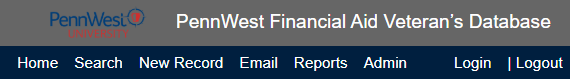 PennWest
UNIVERSITY
PennWest Financial Aid Veteran's Database
Home Search New Record Email Reports Admin Login | Logout